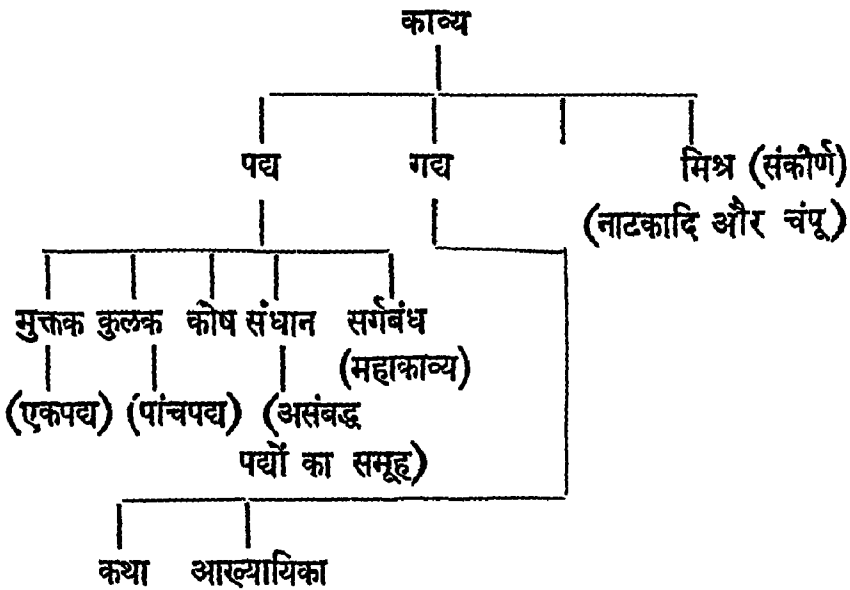 काव्य
पद्य गद्य मिश्र (संकीर्ण)
(नाटकादि और चंपू)
मुक्तक कुलक कोष संधान सर्गबंध
(महाकाव्य)
(एकपद्य) (पांचपद्य) (असंबद्ध
पद्यों का समूह)
कथा आख्यायिका